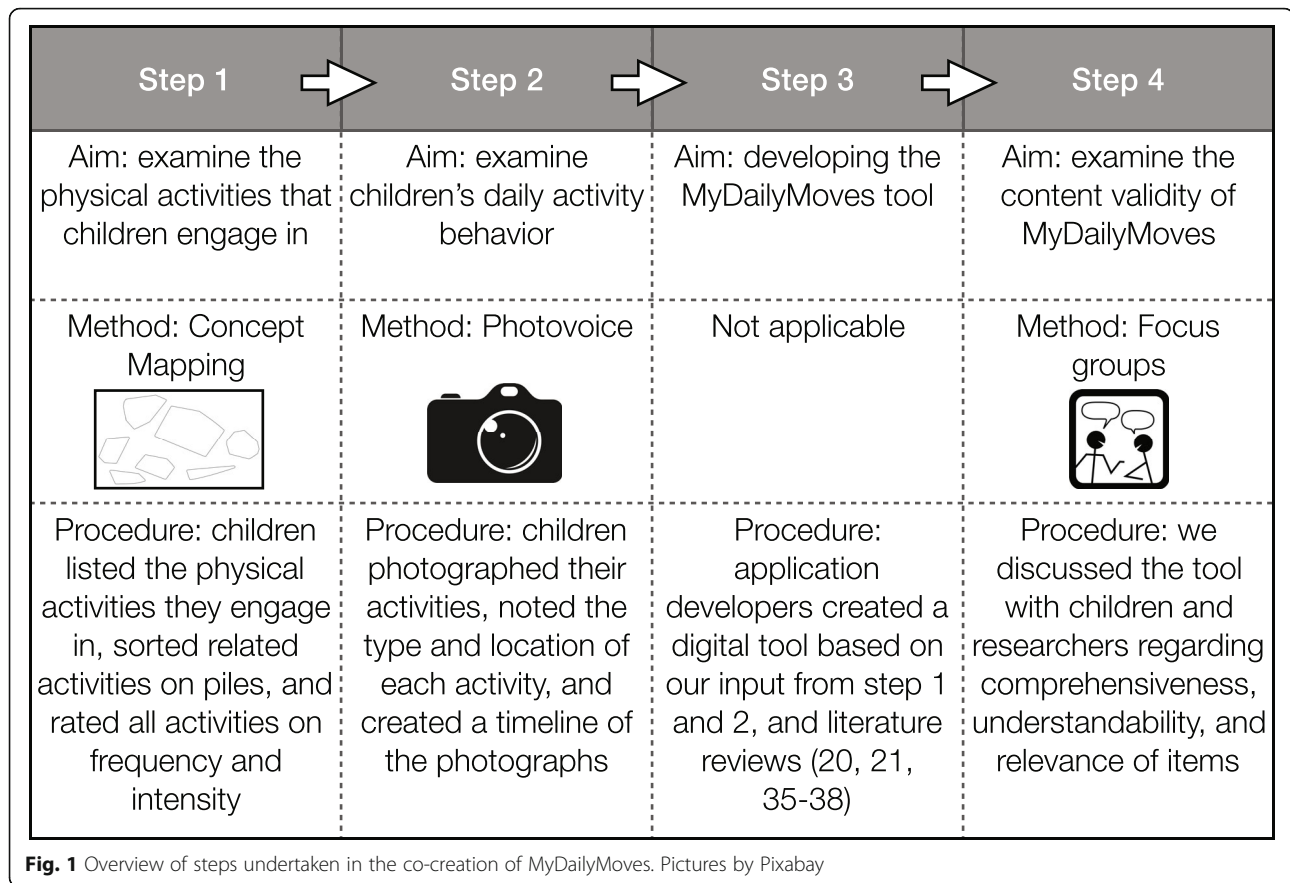 Step 1
Step 2
Step 3
Step 4
Aim: examine the
physical activities that
children engage in
Aim: examine
children's daily activity
behavior
Aim: developing the
MyDailyMoves tool
Aim: examine the
content validity of
MyDailyMoves
Method: Concept
Mapping
Method: Photovoice
Not applicable
Method: Focus
groups
Procedure: children
listed the physical
activities they engage
in, sorted related
activities on piles, and
rated all activities on
frequency and
intensity
Procedure: children
photographed their
activities, noted the
type and location of
each activity, and
created a timeline of
the photographs
Procedure:
application
developers created a
digital tool based on
our input from step 1
and 2, and literature
reviews (20, 21,
35-38)
Procedure: we
discussed the tool
with children and
researchers regarding
comprehensiveness,
understandability, and
relevance of items
Fig. 1 Overview of steps undertaken in the co-creation of MyDailyMoves. Pictures by Pixabay